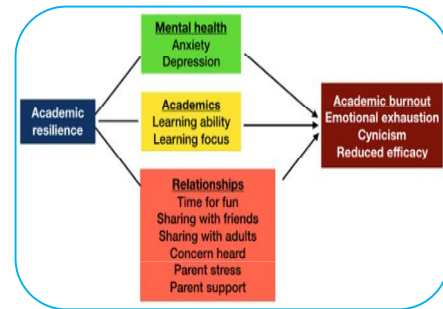 Mental health
Anxiety
Depression
Academic
resilience
Academics
Learning ability
Learning focus
Academic burnout
Emotional exhaustion
Cynicism
Reduced efficacy
Relationships
Time for fun
Sharing with friends
Sharing with adults
Concern heard
Parent stress
Parent support